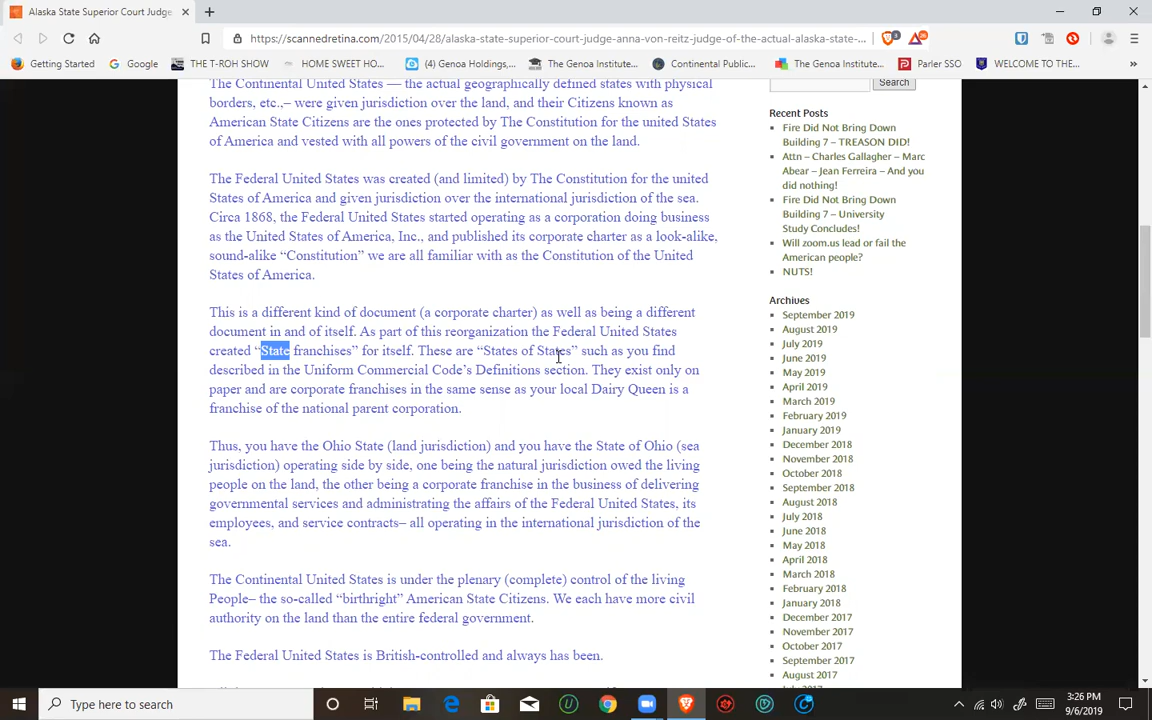 Alaska State Superior Court Judge
https://scannedretina.com/2015/04/28/alaska-state-superior-court-judge-anna-von-reitz-judge-of-the-actual-alaska-state-...
Getting Started
Google
THE T-ROH SHOW
HOME SWEET HO...
(4) Genoa Holdings,...
The Genoa Institute...
Continental Public...
The Genoa Institute...
Parler SSO
WELCOME TO THE...
The Continental United States –– the actual geographically defined states with physical
borders, etc.,– were given jurisdiction over the land, and their Citizens known as
American State Citizens are the ones protected by The Constitution for the united States
of America and vested with all powers of the civil government on the land.
The Federal United States was created (and limited) by The Constitution for the united
States of America and given jurisdiction over the international jurisdiction of the sea.
Circa 1868, the Federal United States started operating as a corporation doing business
as the United States of America, Inc., and published its corporate charter as a look-alike,
sound-alike “Constitution” we are all familiar with as the Constitution of the United
States of America.
This is a different kind of document (a corporate charter) as well as being a different
document in and of itself. As part of this reorganization the Federal United States
created “State franchises” for itself. These are “States of States” such as you find
described in the Uniform Commercial Code’s Definitions section. They exist only on
paper and are corporate franchises in the same sense as your local Dairy Queen is a
franchise of the national parent corporation.
Thus, you have the Ohio State (land jurisdiction) and you have the State of Ohio (sea
jurisdiction) operating side by side, one being the natural jurisdiction owed the living
people on the land, the other being a corporate franchise in the business of delivering
governmental services and administrating the affairs of the Federal United States, its
employees, and service contracts– all operating in the international jurisdiction of the
sea.
The Continental United States is under the plenary (complete) control of the living
People– the so-called “birthright” American State Citizens. We each have more civil
authority on the land than the entire federal government.
The Federal United States is British-controlled and always has been.
Search
Recent Posts
Fire Did Not Bring Down
Building 7 – TREASON DID!
Attn – Charles Gallagher – Marc
Abear – Jean Ferreira – And you
did nothing!
Fire Did Not Bring Down
Building 7 – University
Study Concludes!
Will zoom.us lead or fail the
American people?
NUTS!
Archives
September 2019
August 2019
July 2019
June 2019
May 2019
April 2019
March 2019
February 2019
January 2019
December 2018
November 2018
October 2018
September 2018
August 2018
July 2018
June 2018
May 2018
April 2018
March 2018
February 2018
January 2018
December 2017
November 2017
October 2017
September 2017
August 2017
Type here to search
3:26 PM
9/6/2019